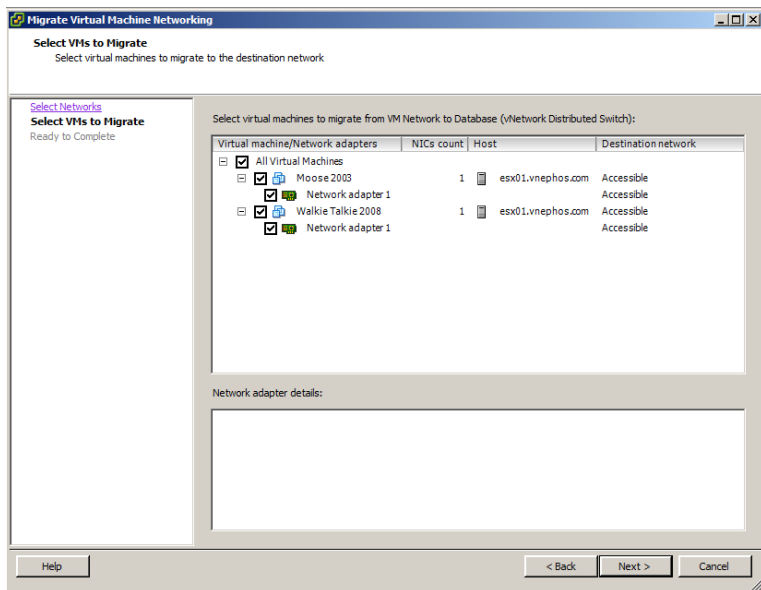 Migrate Virtual Machine Networking
Select VMs to Migrate
Select virtual machines to migrate to the destination network
Select Networks
Select VMs to Migrate
Ready to Complete
Select virtual machines to migrate from VM Network to Database (vNetwork Distributed Switch):
Virtual machine/Network adapters NICs count Host Destination network
All Virtual Machines
Moose 2003 1 esx01.vnephos.com Accessible
Network adapter 1 Accessible
Walkie Talkie 2008 1 esx01.vnephos.com Accessible
Network adapter 1 Accessible
Network adapter details:
Help < Back Next > Cancel